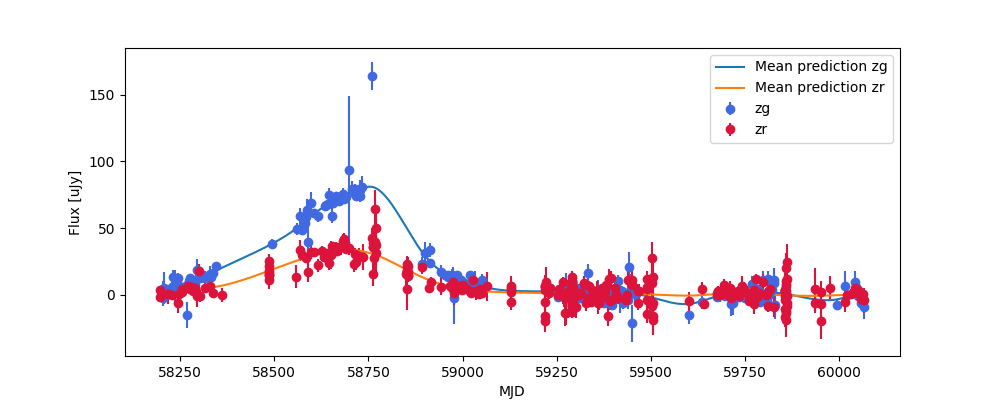 Mean prediction zg
Mean prediction zr
zg
zr
Flux [uJy]
150
100
50
0
58250 58500 58750 59000 59250 59500 59750 60000
MJD